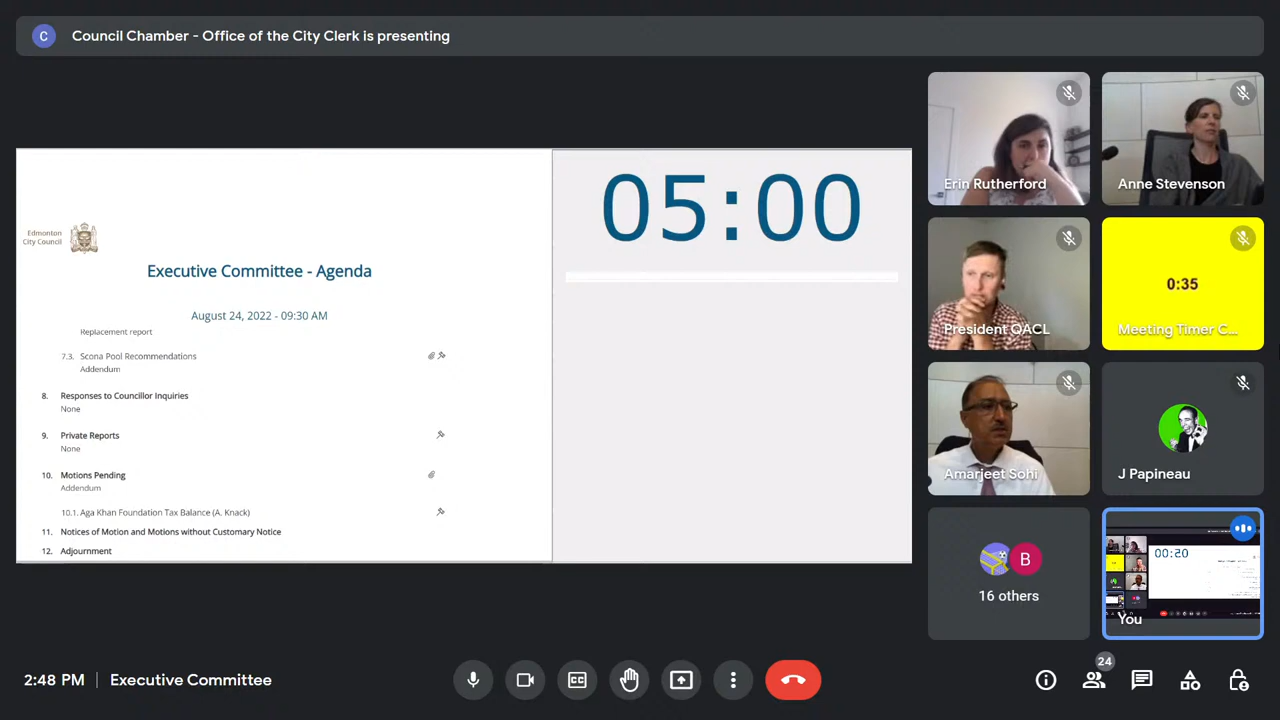 C
Council Chamber - Office of the City Clerk is presenting
Edmonton
City Council
Executive Committee - Agenda
August 24, 2022 - 09:30 AM
Replacement report
7.3. Scona Pool Recommendations
Addendum
8. Responses to Councillor Inquiries
None
9. Private Reports
None
10. Motions Pending
Addendum
10.1. Aga Khan Foundation Tax Balance (A. Knack)
11. Notices of Motion and Motions without Customary Notice
12. Adjournment
05:00
Erin Rutherford
Anne Stevenson
President QACL
0:35
Meeting Timer C...
Amarjeet Sohi
J Papineau
B
16 others
You
2:48 PM
Executive Committee
CC
24